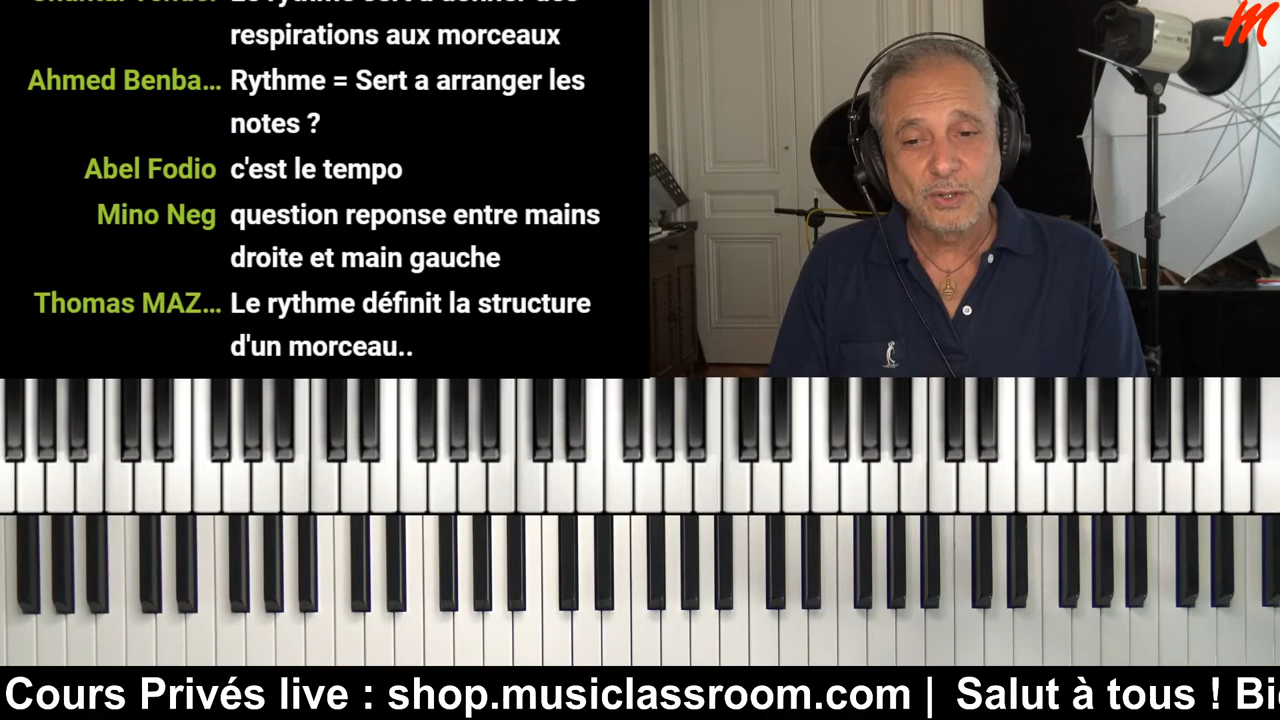 respirations aux morceaux
Ahmed Benba… Rythme = Sert a arranger les
notes ?
Abel Fodio c'est le tempo
Mino Neg question reponse entre mains
droite et main gauche
Thomas MAZ… Le rythme définit la structure
d'un morceau..
Cours Privés live : shop.musiclassroom.com | Salut à tous !